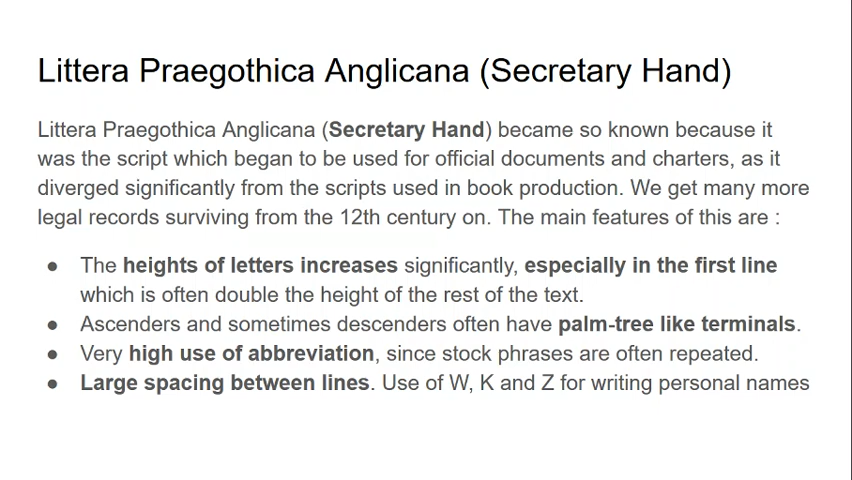 Littera Praegothica Anglicana (Secretary Hand)
Littera Praegothica Anglicana (Secretary Hand) became so known because it
was the script which began to be used for official documents and charters, as it
diverged significantly from the scripts used in book production. We get many more
legal records surviving from the 12th century on. The main features of this are :
● The heights of letters increases significantly, especially in the first line
which is often double the height of the rest of the text.
● Ascenders and sometimes descenders often have palm-tree like terminals.
● Very high use of abbreviation, since stock phrases are often repeated.
● Large spacing between lines. Use of W, K and Z for writing personal names